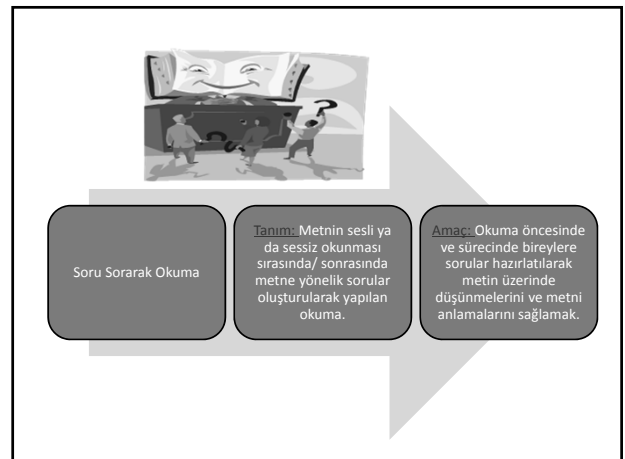 Soru Sorarak Okuma
Tanım: Metnin sesli ya
da sessiz okunması
sırasında/ sonrasında
metne yönelik sorular
oluşturularak yapılan
okuma.
Amaç: Okuma öncesinde
ve sürecinde bireylere
sorular hazırlatılarak
metin üzerinde
düşünmelerini ve metni
anlamalarını sağlamak.